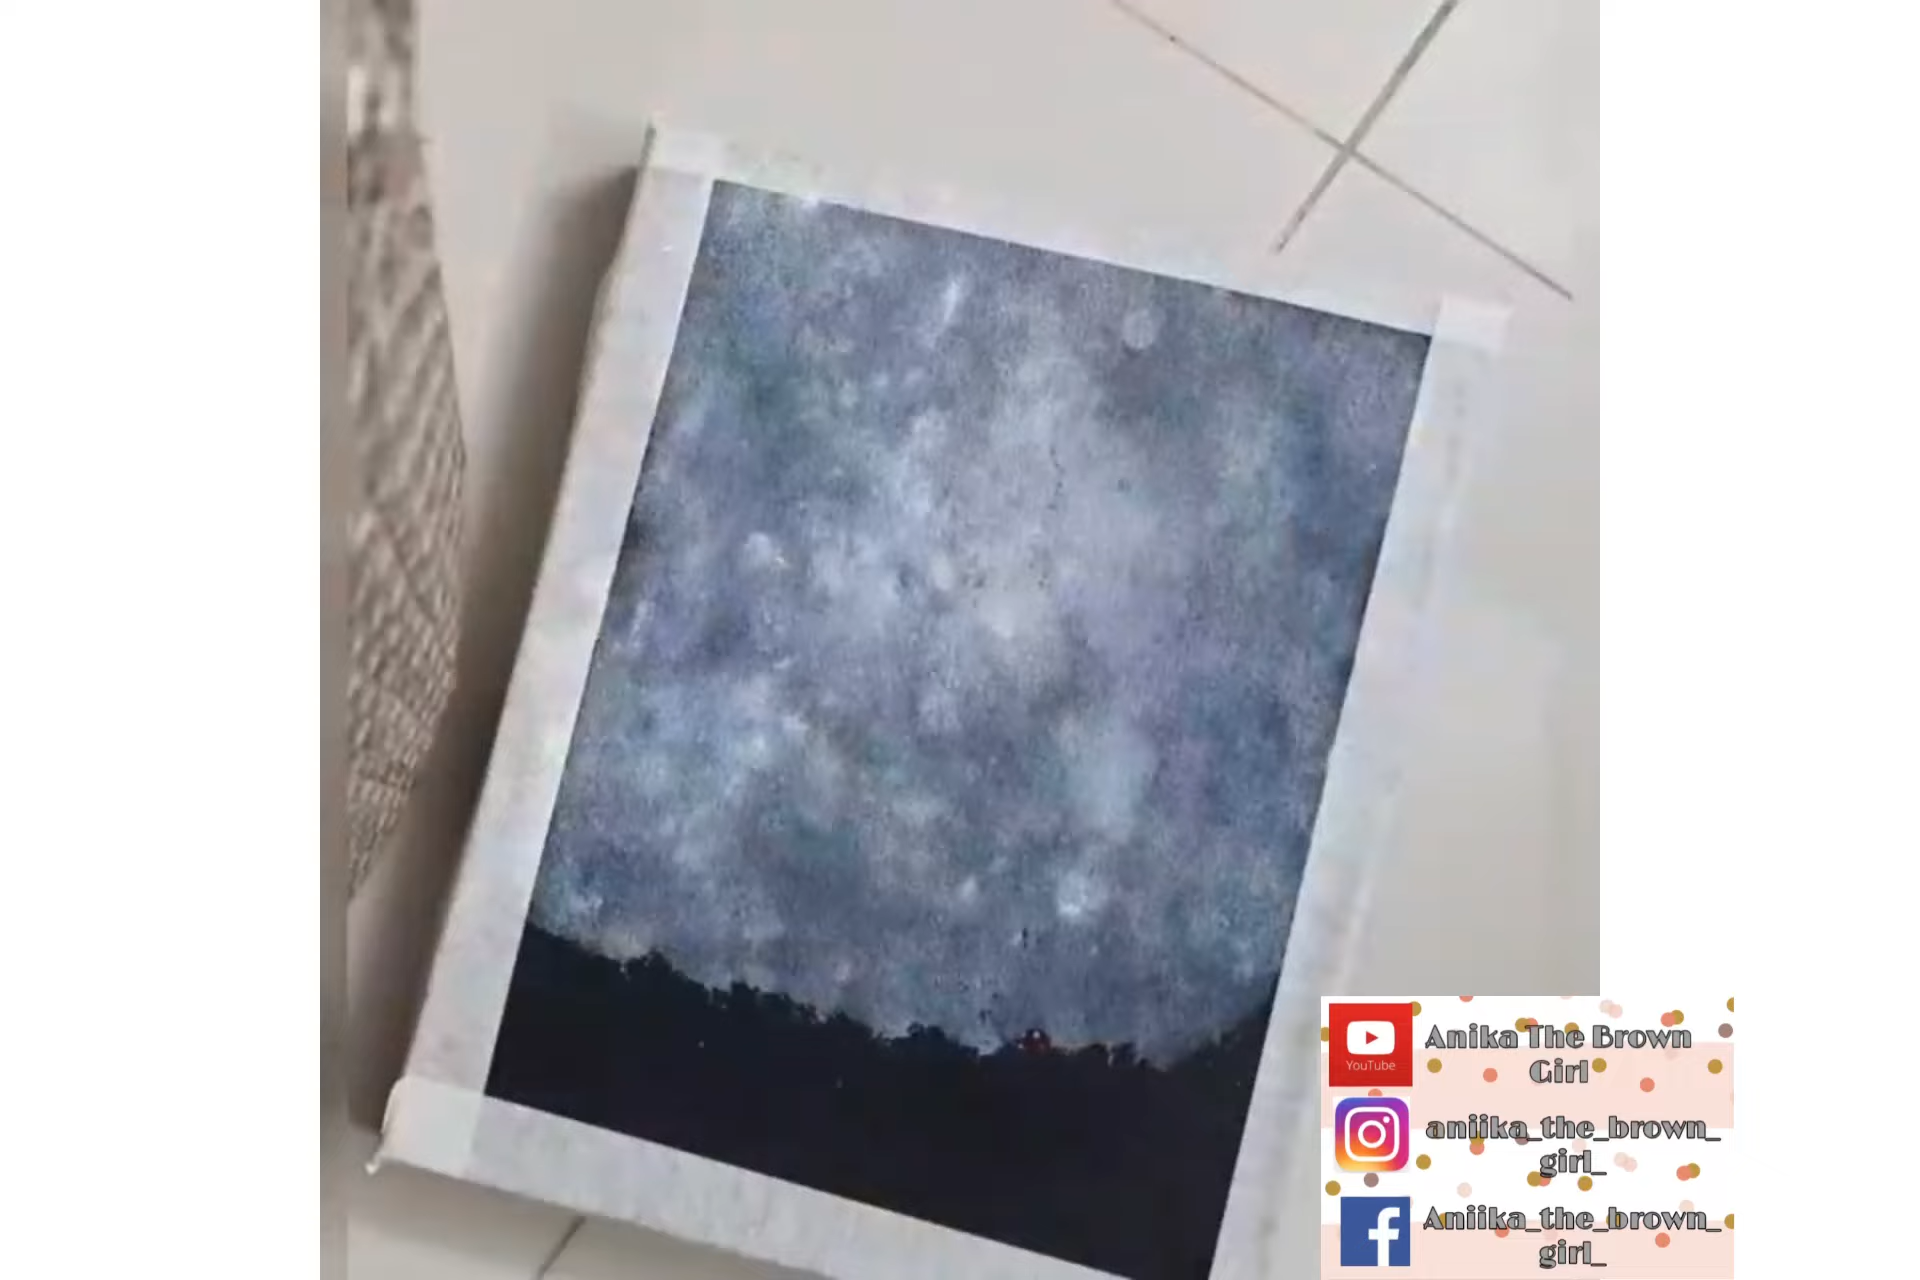 YouTube
Anika The Brown
Girl
aniika_the_brown_
girl_
Aniika_the_brown_
girl_